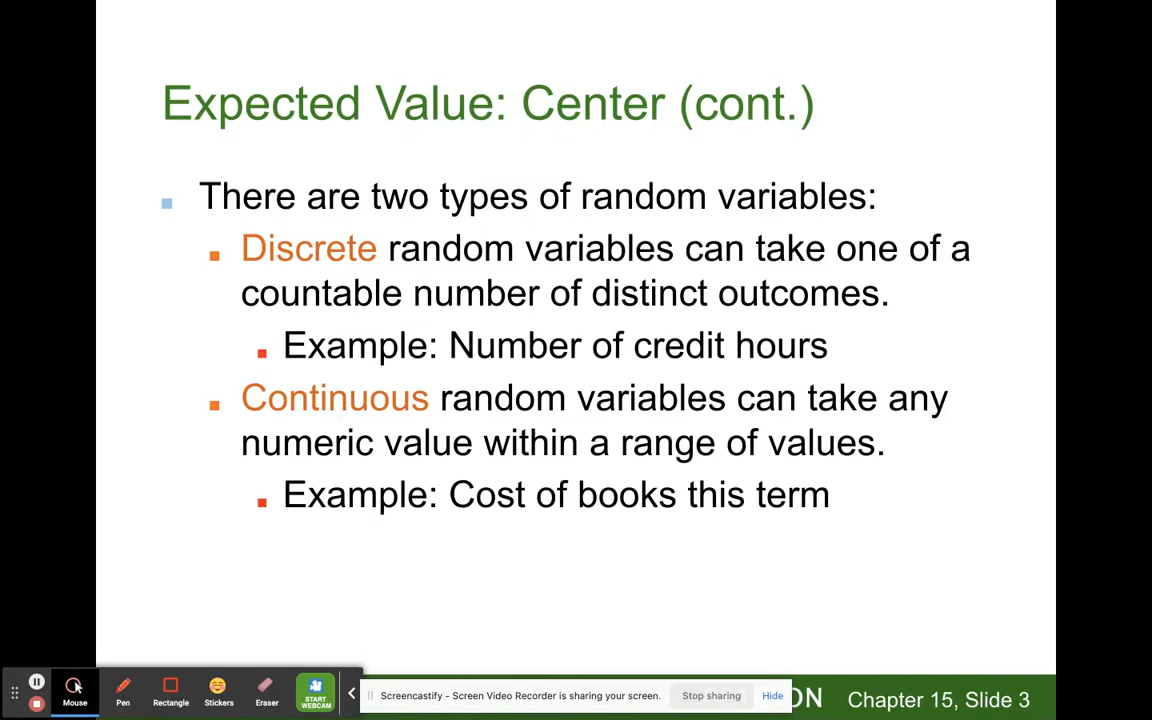 Expected Value: Center (cont.)
There are two types of random variables:
Discrete random variables can take one of a
countable number of distinct outcomes.
Example: Number of credit hours
Continuous random variables can take any
numeric value within a range of values.
Example: Cost of books this term
START
WEBCAM
Mouse Pen Rectangle Stickers Eraser
Screencastify - Screen Video Recorder is sharing your screen. Stop sharing Hide
ON Chapter 15, Slide 3